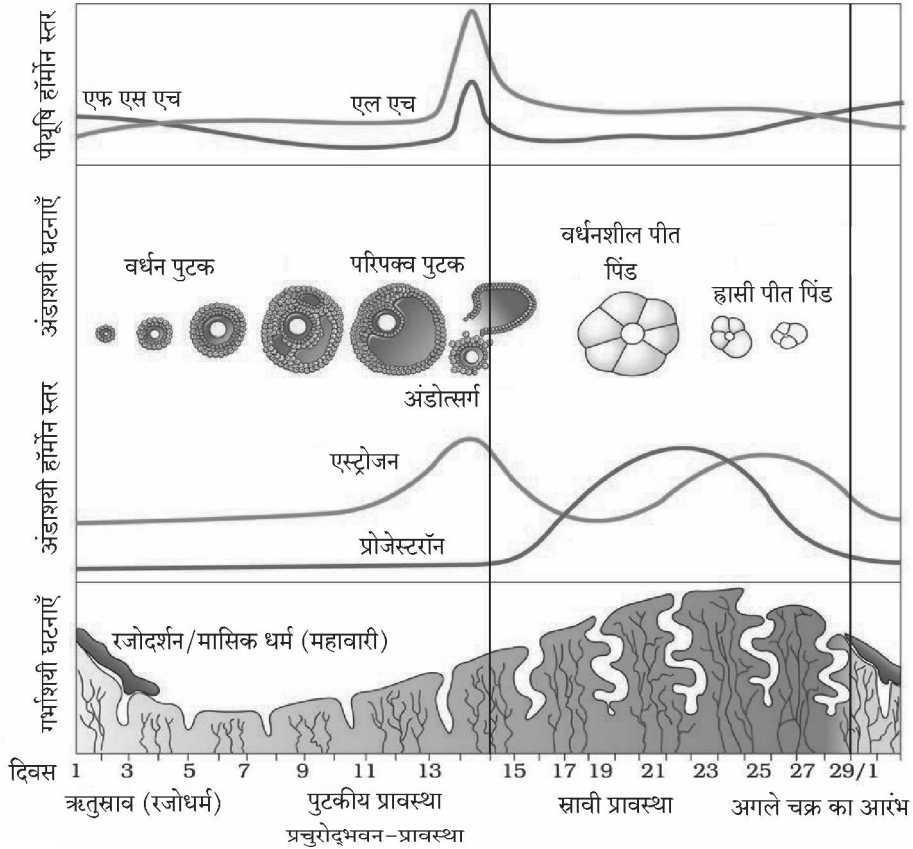 पीयूषि हॉर्मोन स्तर
एफ एस एच
एल एच
अंडाशयी घटनाएँ
वर्धन पुटक
परिपक्व पुटक
वर्धनशील पीत
पिंड
ह्रासी पीत पिंड
अंडोत्सर्ग
अंडाशयी हॉर्मोन स्तर
एस्ट्रोजन
प्रोजेस्टरॉन
गर्भाशयी घटनाएँ
रजोदर्शन/मासिक धर्म (महावारी)
दिवस 1 3 5 7 9 11 13 15 17 19 21 23 25 27 29/1
ऋतुस्राव (रजोधर्म) पुटकीय प्रावस्था स्रावी प्रावस्था अगले चक्र का आरंभ
प्रचुरोद्भवन-प्रावस्था